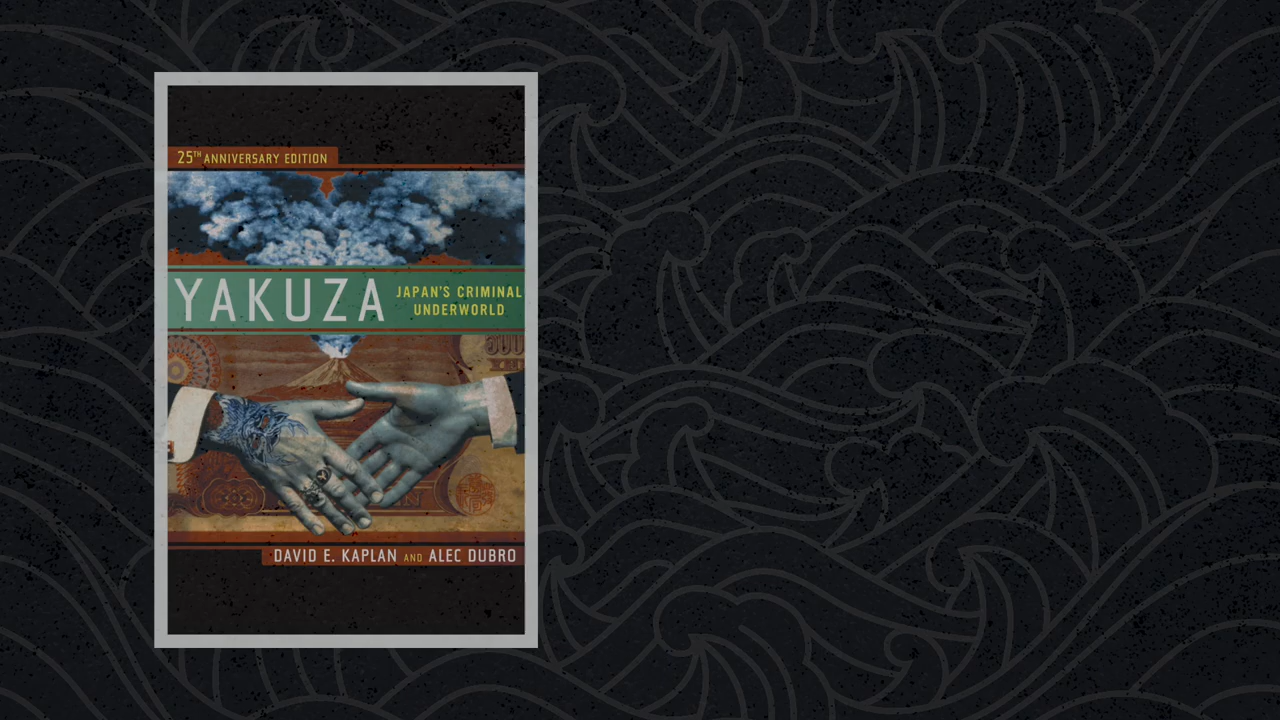 25TH ANNIVERSARY EDITION
YAKUZA
JAPAN'S CRIMINAL
UNDERWORLD
DAVID E. KAPLAN AND ALEC DUBRO